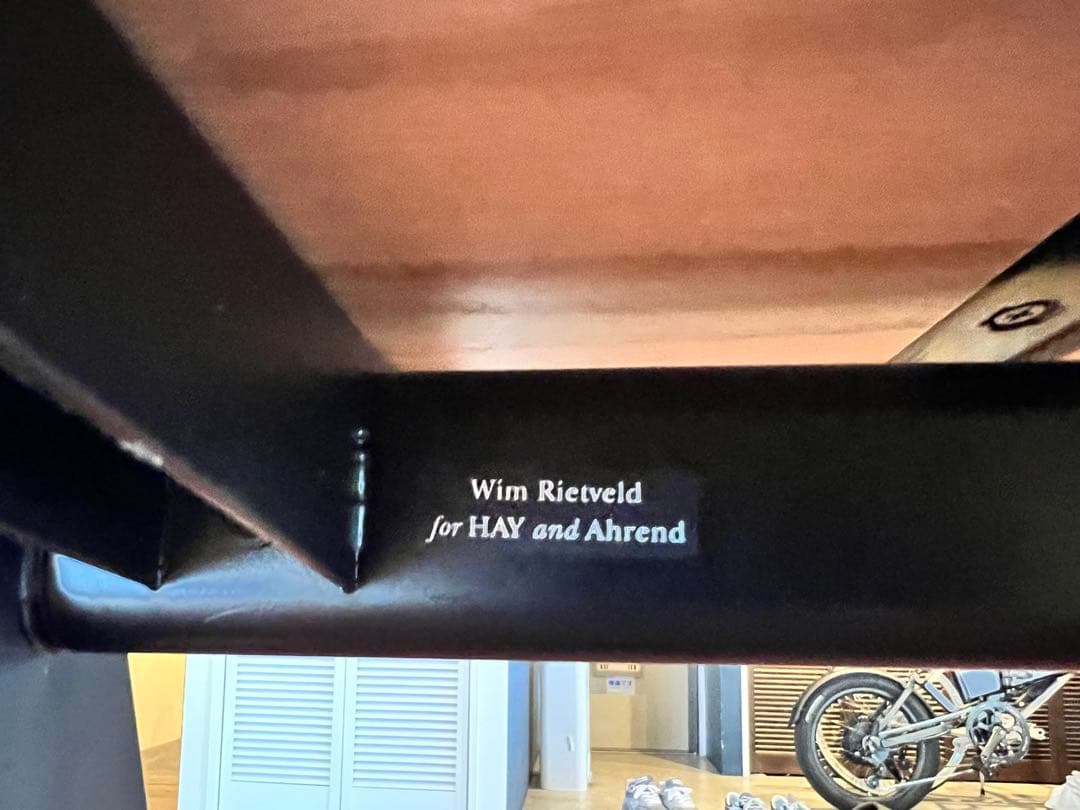 Wim Rietveld
for HAY and Ahrend